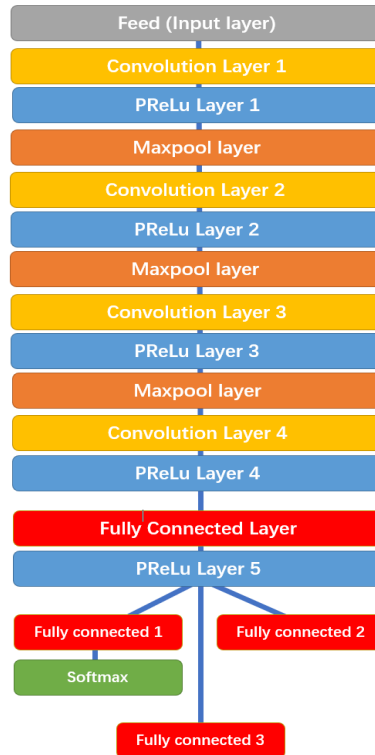 Feed (Input layer)
Convolution Layer 1
PReLu Layer 1
Maxpool layer
Convolution Layer 2
PReLu Layer 2
Maxpool layer
Convolution Layer 3
PReLu Layer 3
Maxpool layer
Convolution Layer 4
PReLu Layer 4
Fully Connected Layer
PReLu Layer 5
Fully connected 1
Fully connected 2
Softmax
Fully connected 3